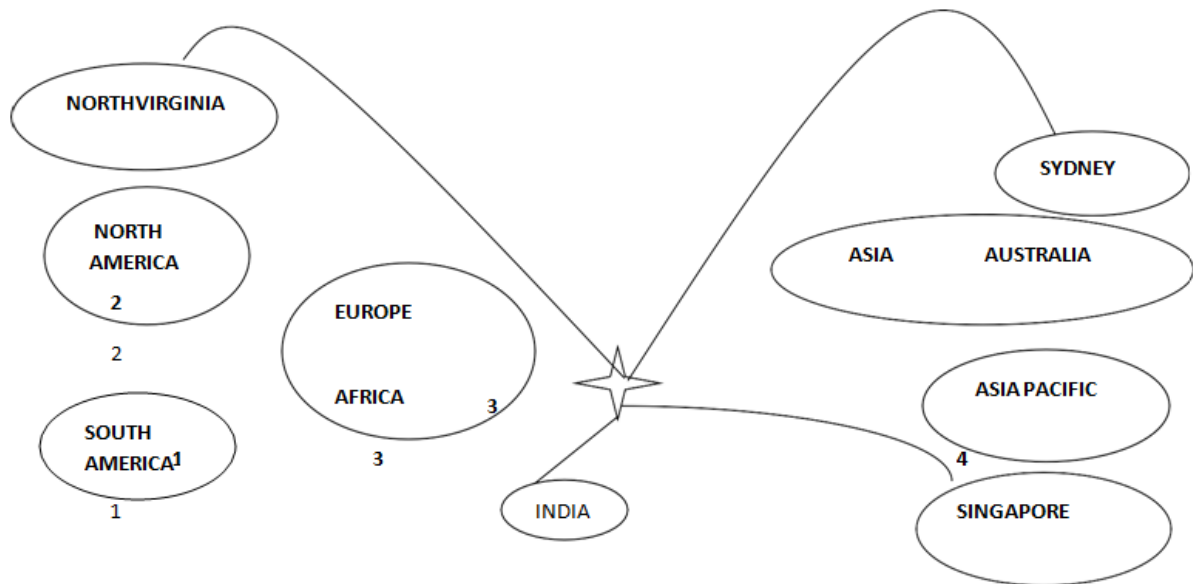 NORTHVIRGINIA
SYDNEY
NORTH
AMERICA
2
2
ASIA AUSTRALIA
EUROPE
AFRICA
3
3
ASIA PACIFIC
4
SOUTH
AMERICA1
1
INDIA
SINGAPORE